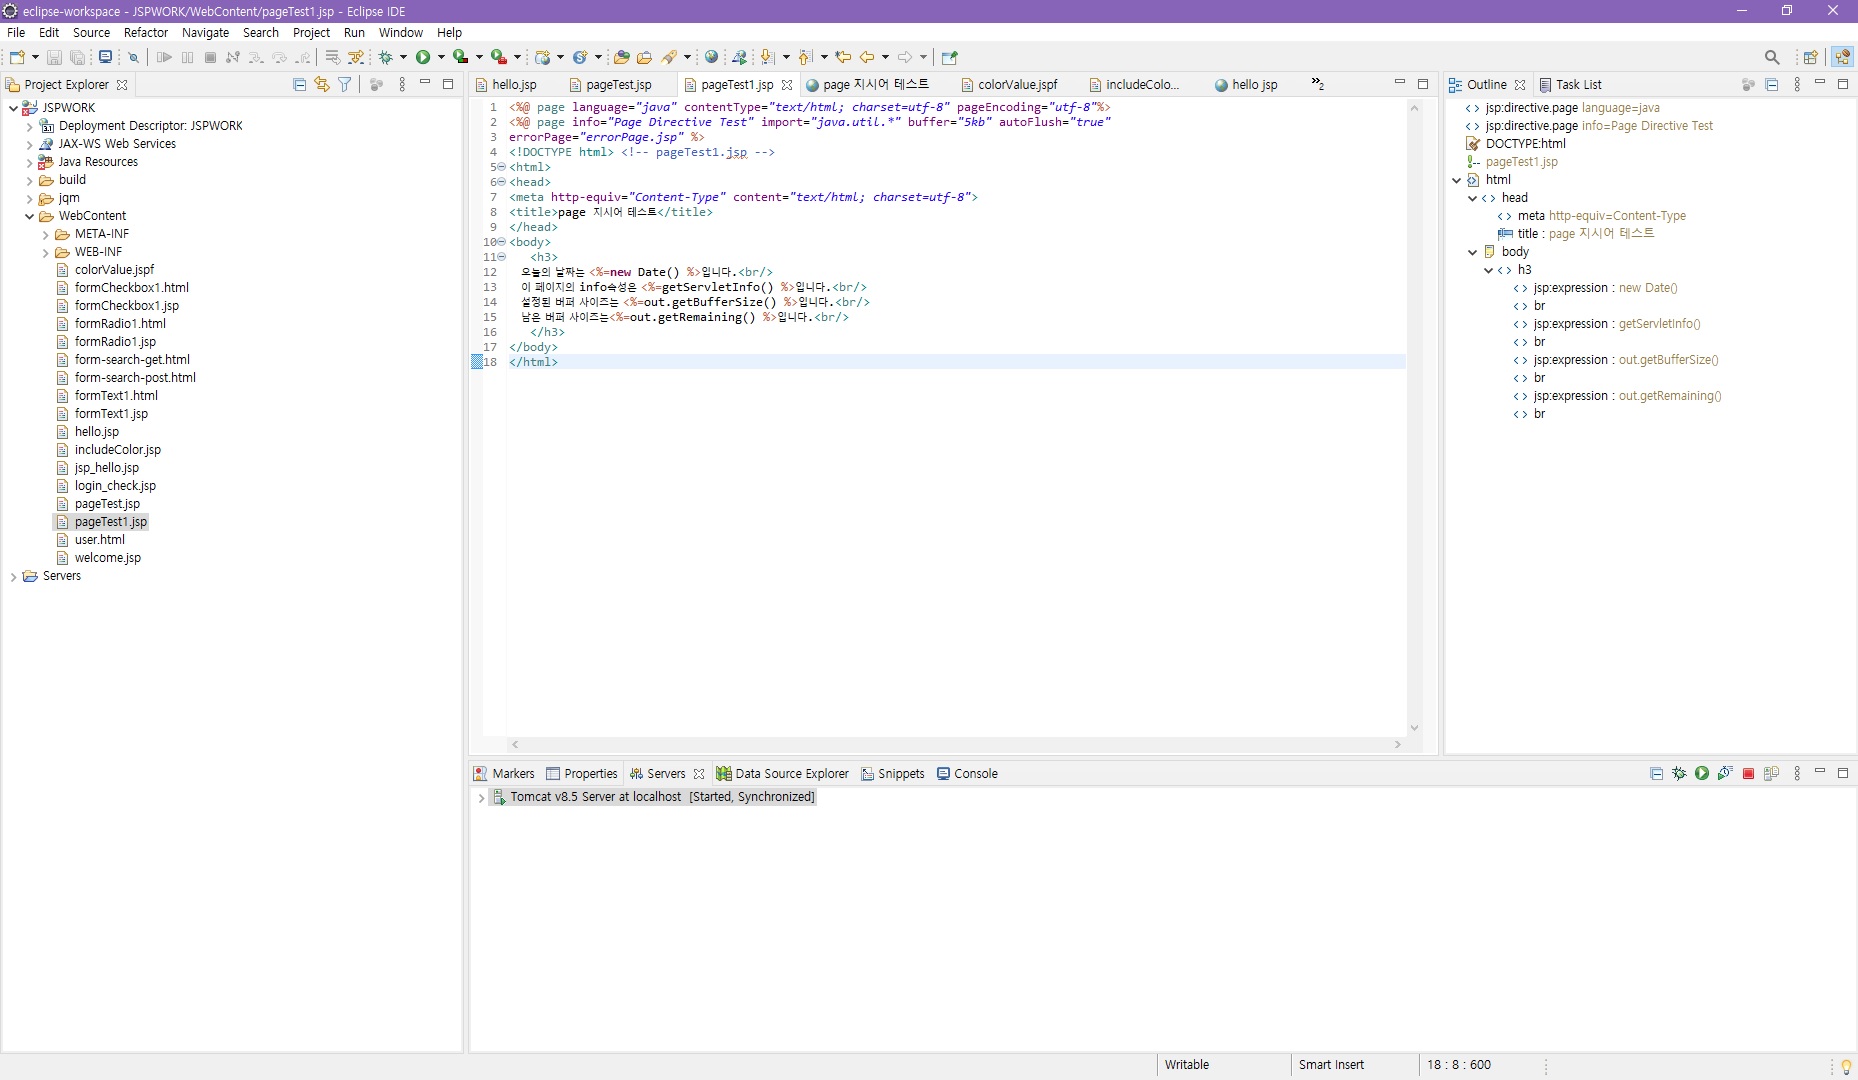 eclipse-workspace - JSPWORK/WebContent/pageTest1.jsp - Eclipse IDE
File Edit Source Refactor Navigate Search Project Run Window Help
Project Explorer
JSPWORK
Deployment Descriptor: JSPWORK
JAX-WS Web Services
Java Resources
build
jqm
WebContent
META-INF
WEB-INF
colorValue.jspf
formCheckbox1.html
formCheckbox1.jsp
formRadio1.html
formRadio1.jsp
form-search-get.html
form-search-post.html
formText1.html
formText1.jsp
hello.jsp
includeColor.jsp
jsp_hello.jsp
login_check.jsp
pageTest.jsp
pageTest1.jsp
user.html
welcome.jsp
Servers
hello.jsp pageTest.jsp pageTest1.jsp page 지시어 테스트 colorValue.jspf includeColo... hello jsp »2
1 <%@ page language="java" contentType="text/html; charset=utf-8" pageEncoding="utf-8"%>
2 <%@ page info="Page Directive Test" import="java.util.*" buffer="5kb" autoFlush="true"
3 errorPage="errorPage.jsp" %>
4 <!DOCTYPE html> <!-- pageTest1.jsp -->
5 <html>
6 <head>
7 <meta http-equiv="Content-Type" content="text/html; charset=utf-8">
8 <title>page 지시어 테스트</title>
9 </head>
10 <body>
11 <h3>
12 오늘의 날짜는 <%=new Date() %>입니다.<br/>
13 이 페이지의 info속성은 <%=getServletInfo() %>입니다.<br/>
14 설정된 버퍼 사이즈는 <%=out.getBufferSize() %>입니다.<br/>
15 남은 버퍼 사이즈는<%=out.getRemaining() %>입니다.<br/>
16 </h3>
17 </body>
18 </html>
Outline Task List
jsp:directive.page language=java
jsp:directive.page info=Page Directive Test
DOCTYPE:html
pageTest1.jsp
html
head
meta http-equiv=Content-Type
title : page 지시어 테스트
body
h3
jsp:expression : new Date()
br
jsp:expression : getServletInfo()
br
jsp:expression : out.getBufferSize()
br
jsp:expression : out.getRemaining()
br
Markers Properties Servers Data Source Explorer Snippets Console
Tomcat v8.5 Server at localhost [Started, Synchronized]
Writable Smart Insert 18 : 8 : 600